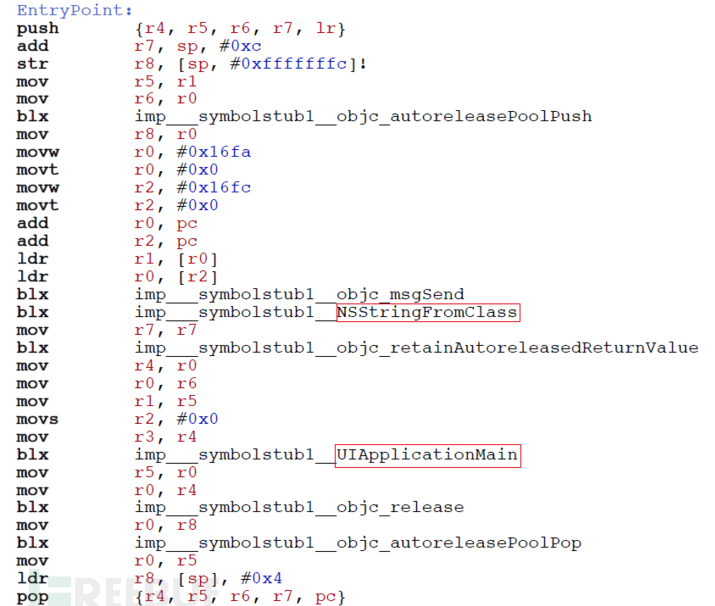 EntryPoint:
push {r4, r5, r6, r7, lr}
add r7, sp, #0xc
str r8, [sp, #0xfffffffc]!
mov r5, r1
mov r6, r0
blx imp___symbolstub1__objc_autoreleasePoolPush
mov r8, r0
movw r0, #0x16fa
movt r0, #0x0
movw r2, #0x16fc
movt r2, #0x0
add r0, pc
add r2, pc
ldr r1, [r0]
ldr r0, [r2]
blx imp___symbolstub1__objc_msgSend
blx imp___symbolstub1__NSStringFromClass
mov r7, r7
blx imp___symbolstub1__objc_retainAutoreleasedReturnValue
mov r4, r0
mov r0, r6
mov r1, r5
movs r2, #0x0
mov r3, r4
blx imp___symbolstub1__UIApplicationMain
mov r5, r0
mov r0, r4
blx imp___symbolstub1__objc_release
mov r0, r8
blx imp___symbolstub1__objc_autoreleasePoolPop
mov r0, r5
ldr r8, [sp], #0x4
pop {r4, r5, r6, r7, pc}
FREEBUF